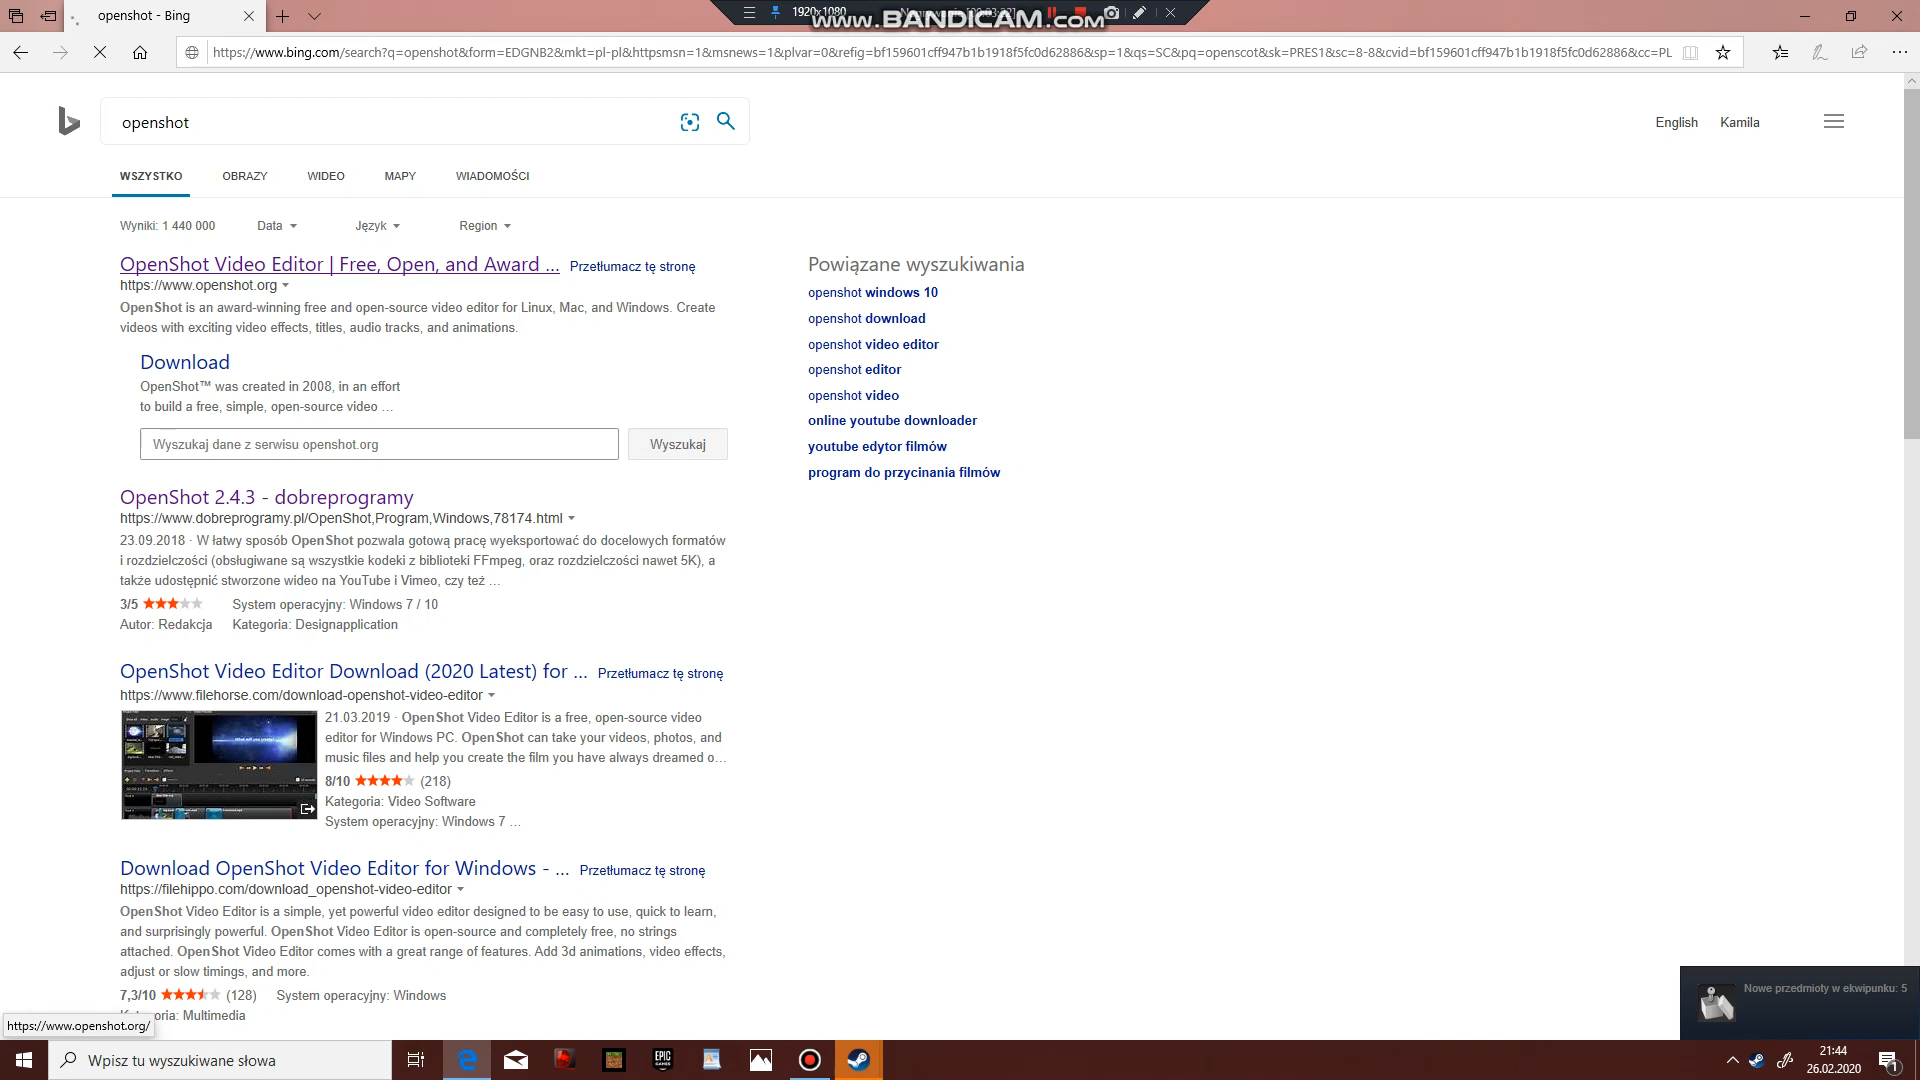 openshot - Bing
1920x1080
www.BANDICAM.com
https://www.bing.com/search?q=openshot&form=EDGNB2&mkt=pl-pl&httpsmsn=1&msnews=1&plvar=0&refig=bf159601cff947b1b1918f5fc0d62886&sp=1&qs=SC&pq=openscot&sk=PRES1&sc=8-8&cvid=bf159601cff947b1b1918f5fc0d62886&cc=PL
openshot
English Kamila
WSZYSTKO OBRAZY WIDEO MAPY WIADOMOŚCI
Wyniki: 1 440 000 Data Język Region
OpenShot Video Editor | Free, Open, and Award ... Przetłumacz tę stronę
https://www.openshot.org
OpenShot is an award-winning free and open-source video editor for Linux, Mac, and Windows. Create
videos with exciting video effects, titles, audio tracks, and animations.
Download
OpenShot™ was created in 2008, in an effort
to build a free, simple, open-source video ...
Wyszukaj dane z serwisu openshot.org Wyszukaj
OpenShot 2.4.3 - dobreprogramy
https://www.dobreprogramy.pl/OpenShot,Program,Windows,78174.html
23.09.2018 · W łatwy sposób OpenShot pozwala gotową pracę wyeksportować do docelowych formatów
i rozdzielczości (obsługiwane są wszystkie kodeki z biblioteki FFmpeg, oraz rozdzielczości nawet 5K), a
także udostępnić stworzone wideo na YouTube i Vimeo, czy też ...
3/5 System operacyjny: Windows 7 / 10
Autor: Redakcja Kategoria: Designapplication
OpenShot Video Editor Download (2020 Latest) for ... Przetłumacz tę stronę
https://www.filehorse.com/download-openshot-video-editor
21.03.2019 · OpenShot Video Editor is a free, open-source video
editor for Windows PC. OpenShot can take your videos, photos, and
music files and help you create the film you have always dreamed o...
8/10 (218)
Kategoria: Video Software
System operacyjny: Windows 7 ...
Download OpenShot Video Editor for Windows - ... Przetłumacz tę stronę
https://filehippo.com/download_openshot-video-editor
OpenShot Video Editor is a simple, yet powerful video editor designed to be easy to use, quick to learn,
and surprisingly powerful. OpenShot Video Editor is open-source and completely free, no strings
attached. OpenShot Video Editor comes with a great range of features. Add 3d animations, video effects,
adjust or slow timings, and more.
7,3/10 (128) System operacyjny: Windows
oria: Multimedia
https://www.openshot.org/
Powiązane wyszukiwania
openshot windows 10
openshot download
openshot video editor
openshot editor
openshot video
online youtube downloader
youtube edytor filmów
program do przycinania filmów
Nowe przedmioty w ekwipunku: 5
Wpisz tu wyszukiwane słowa
EPIC
GAMES
21:44
26.02.2020
1